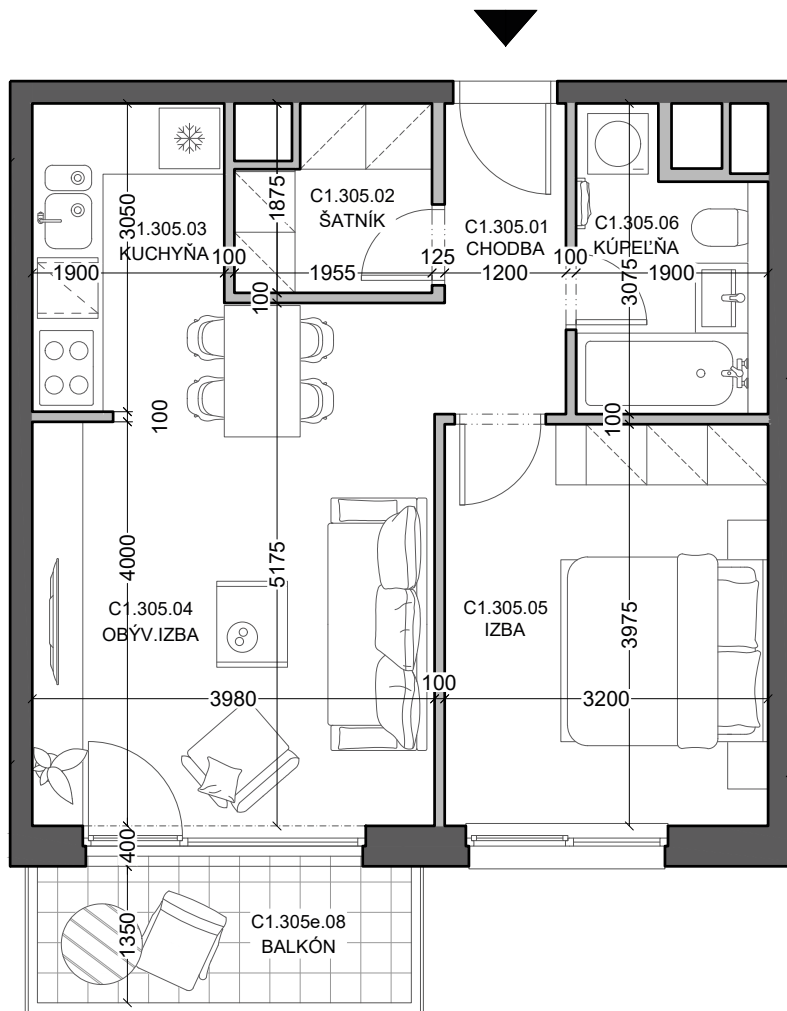 3050
1875
C1.305.02
ŠATNÍK
C1.305.03
KUCHYŇA
C1.305.01
CHODBA
C1.305.06
KÚPEĽŇA
125
1900
100
1955
1200
100
1900
3075
100
100
100
4000
5175
C1.305.04
OBÝV.IZBA
C1.305.05
IZBA
3975
3980
100
3200
400
1350
C1.305e.08
BALKÓN